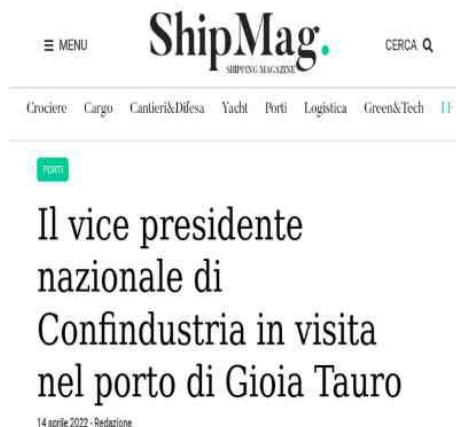 ≡ MENU
ShipMag.
SHIPPING MAGAZINE
CERCA
Crociere Cargo Cantieri&Difesa Yacht Porti Logistica Green&Tech
PORTI
Il vice presidente
nazionale di
Confindustria in visita
nel porto di Gioia Tauro
14 aprile 2022 - Redazione